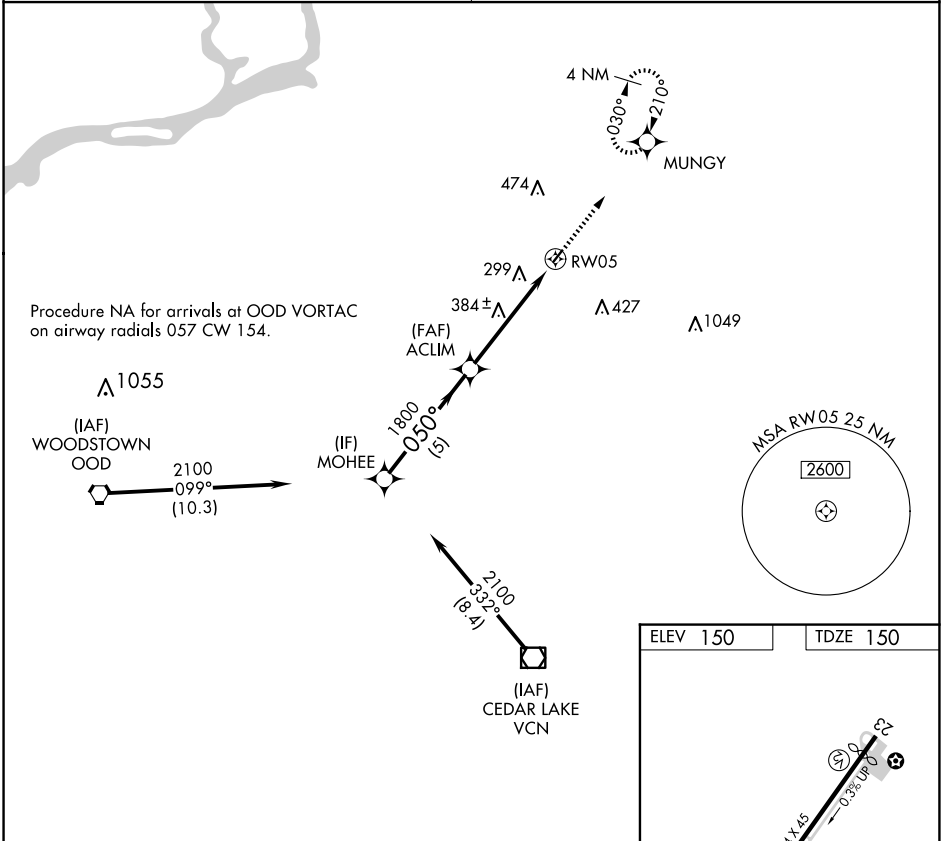 4 NM
030°
210°
MUNGY
474
RW05
299
384±
427
1049
Procedure NA for arrivals at OOD VORTAC
on airway radials 057 CW 154.
1055
(FAF)
ACLIM
1800
050°
(5)
(IAF)
WOODSTOWN
OOD
2100
099°
(10.3)
(IF)
MOHEE
MSA RW05 25 NM
2600
2100
332°
(8.4)
(IAF)
CEDAR LAKE
VCN
ELEV 150
TDZE 150
23
0.3% UP
X 45